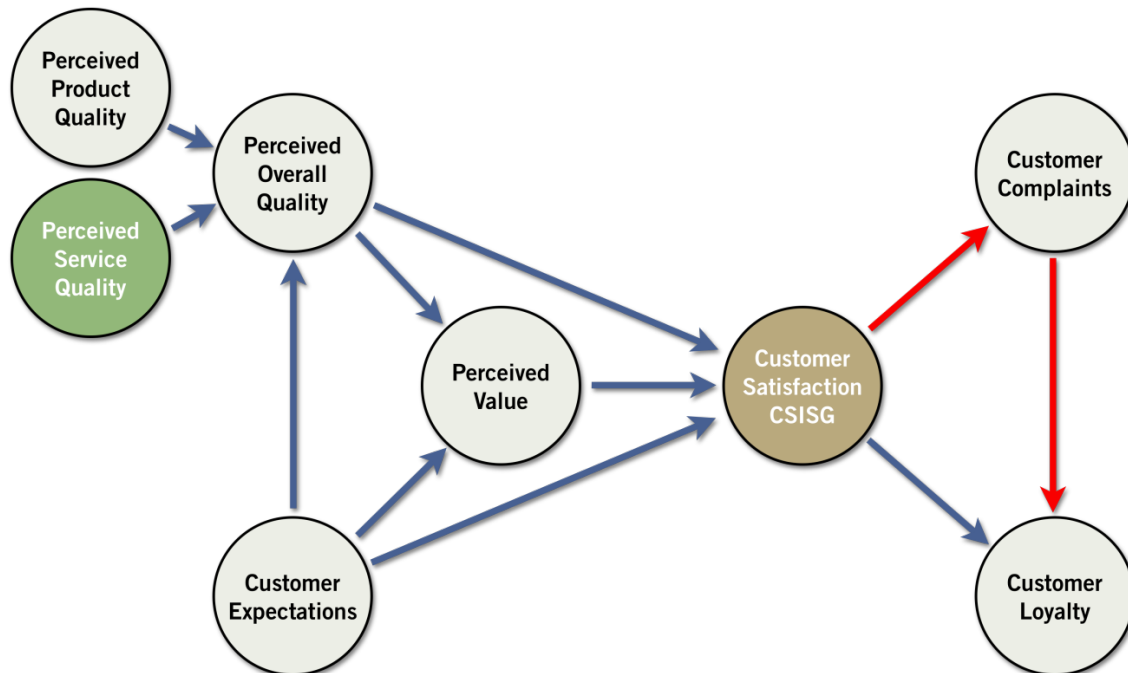 Perceived
Product
Quality
Perceived
Service
Quality
Perceived
Overall
Quality
Perceived
Value
Customer
Expectations
Customer
Satisfaction
CSISG
Customer
Complaints
Customer
Loyalty